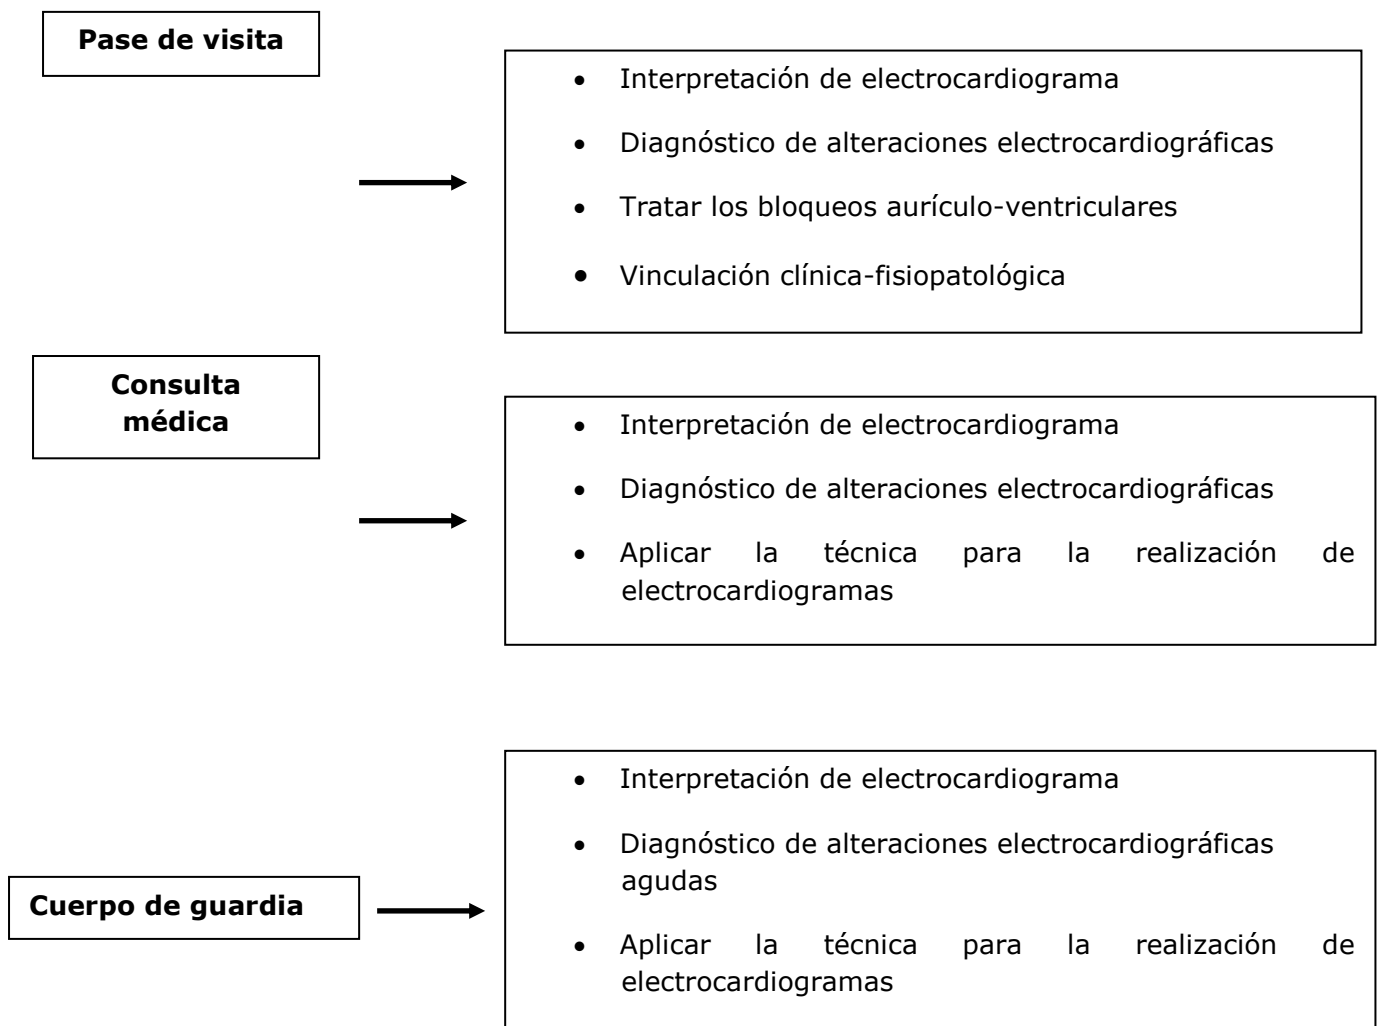 Pase de visita
• Interpretación de electrocardiograma
• Diagnóstico de alteraciones electrocardiográficas
• Tratar los bloqueos aurículo-ventriculares
• Vinculación clínica-fisiopatológica
Consulta
médica
• Interpretación de electrocardiograma
• Diagnóstico de alteraciones electrocardiográficas
• Aplicar la técnica para la realización de
electrocardiogramas
Cuerpo de guardia
• Interpretación de electrocardiograma
• Diagnóstico de alteraciones electrocardiográficas
agudas
• Aplicar la técnica para la realización de
electrocardiogramas